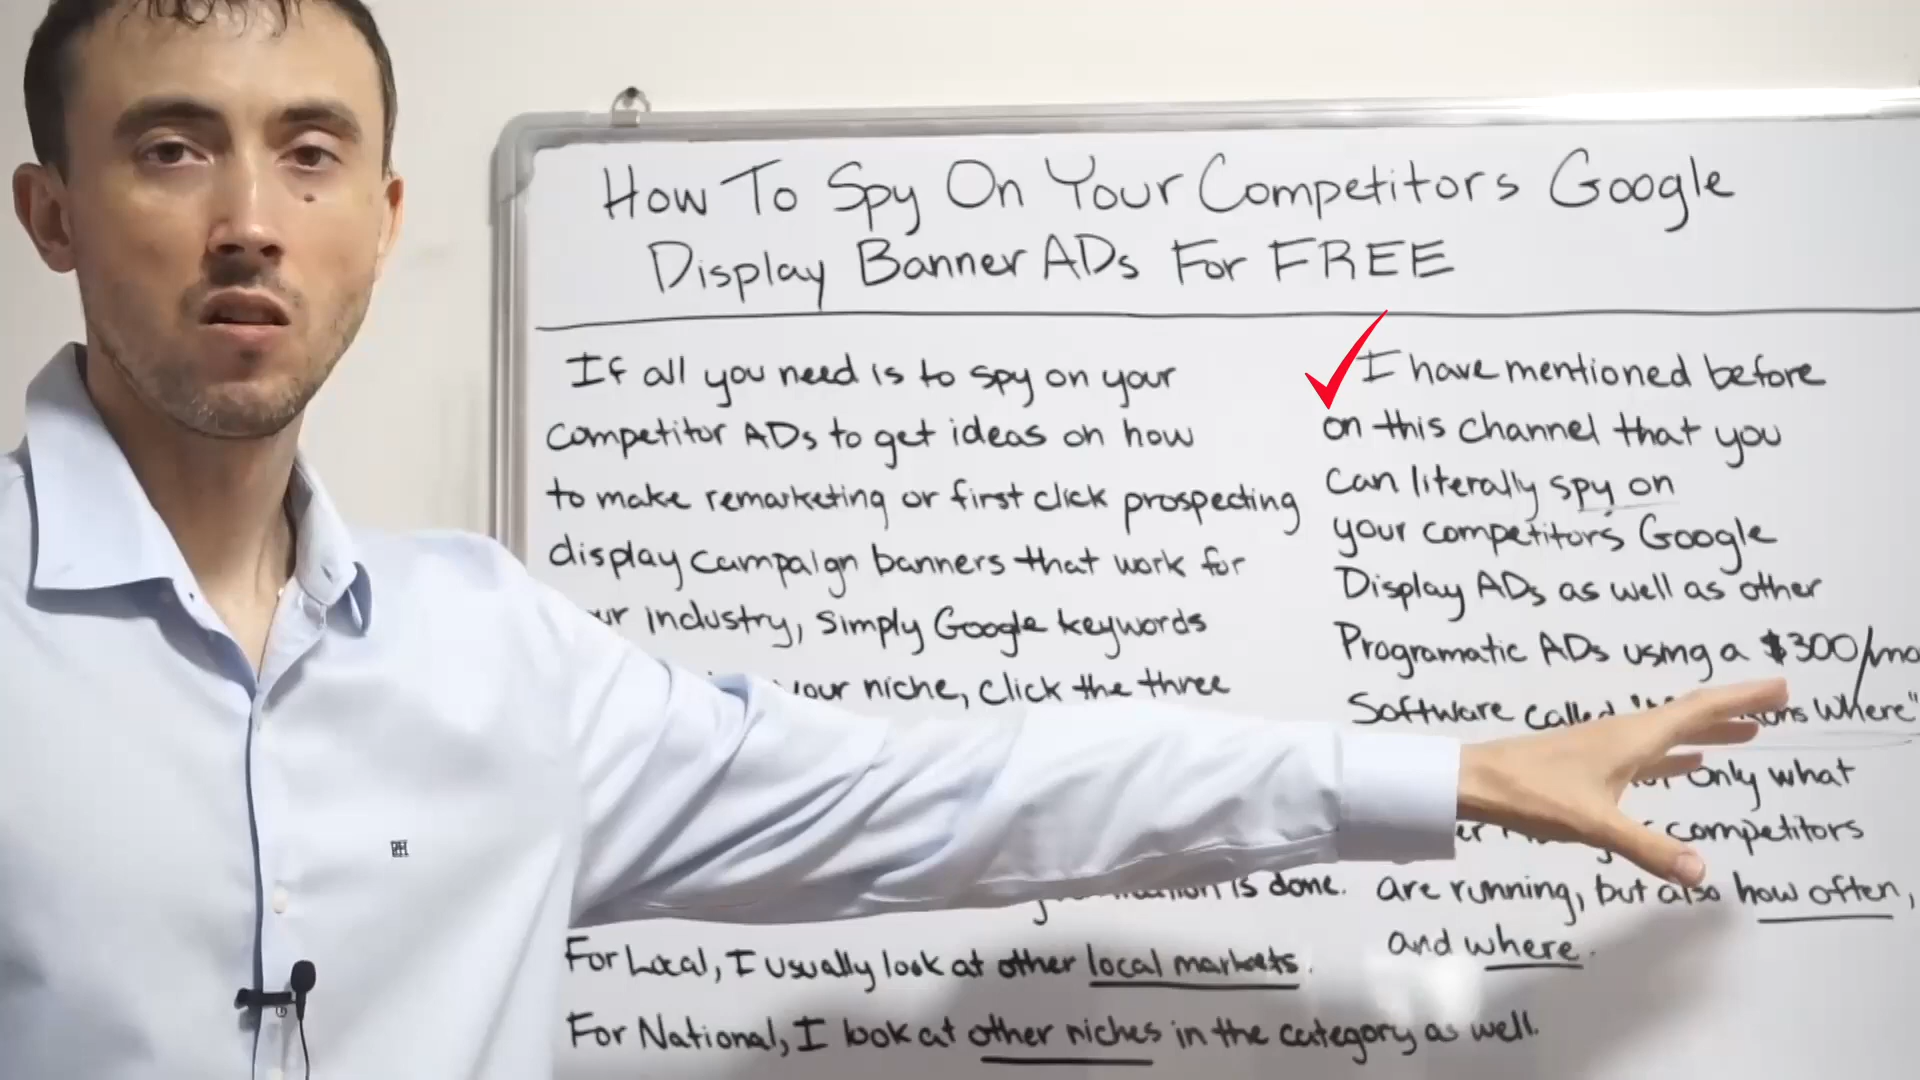 How To Spy On Your Competitors Google
Display Banner ADs For FREE
If all you need is to spy on your
competitor ADs to get ideas on how
to make remarketing or first click prospecting
display campaign banners that work for
industry, simply Google keywords
your niche, click the three
is done.
For Local, I usually look at other local markets.
For National, I look at other niches in the category as well.
I have mentioned before
on this channel that you
can literally spy on
your competitors Google
Display ADs as well as other
Programatic ADs using a $300/mo
Software called Where"
only what
competitors
are running, but also how often,
and where.
PH